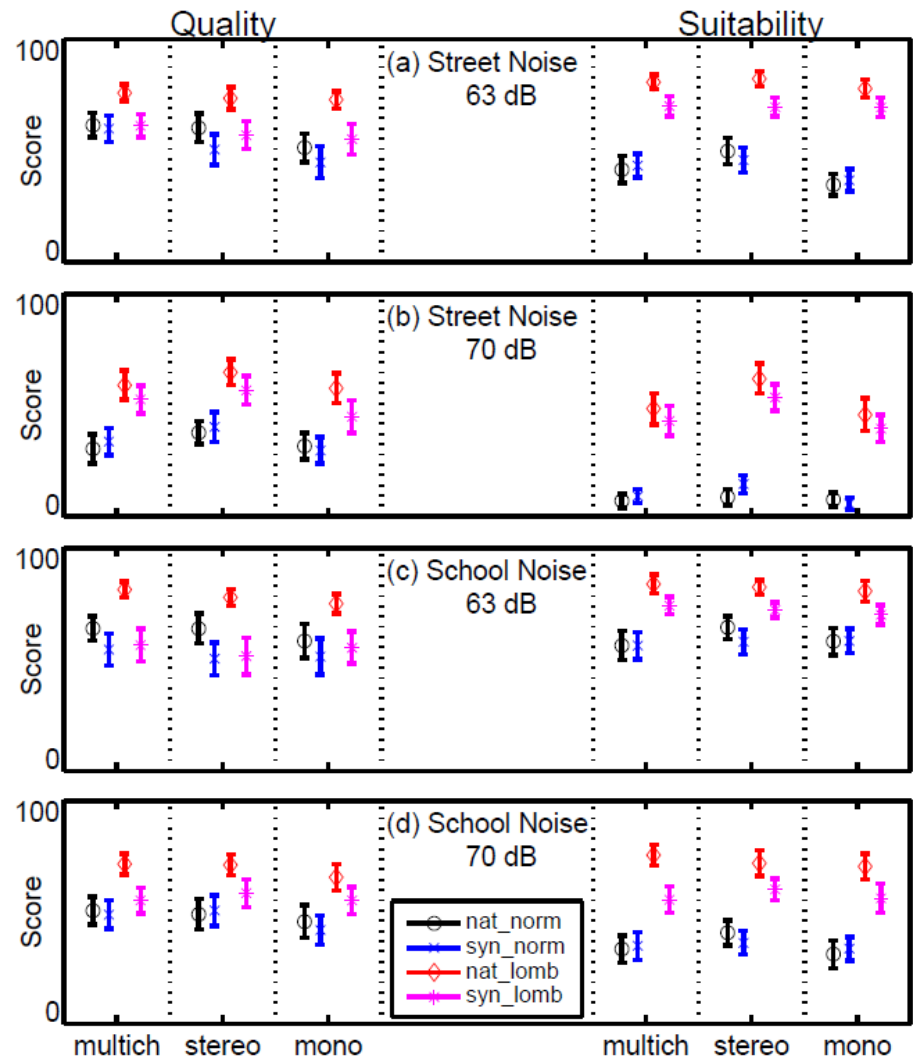 Quality Suitability
100
(a) Street Noise
63 dB
Score
0
100
(b) Street Noise
70 dB
Score
0
100
(c) School Noise
63 dB
Score
0
100
(d) School Noise
70 dB
Score
nat_norm
syn_norm
nat_lomb
syn_lomb
0
multich stereo mono multich stereo mono